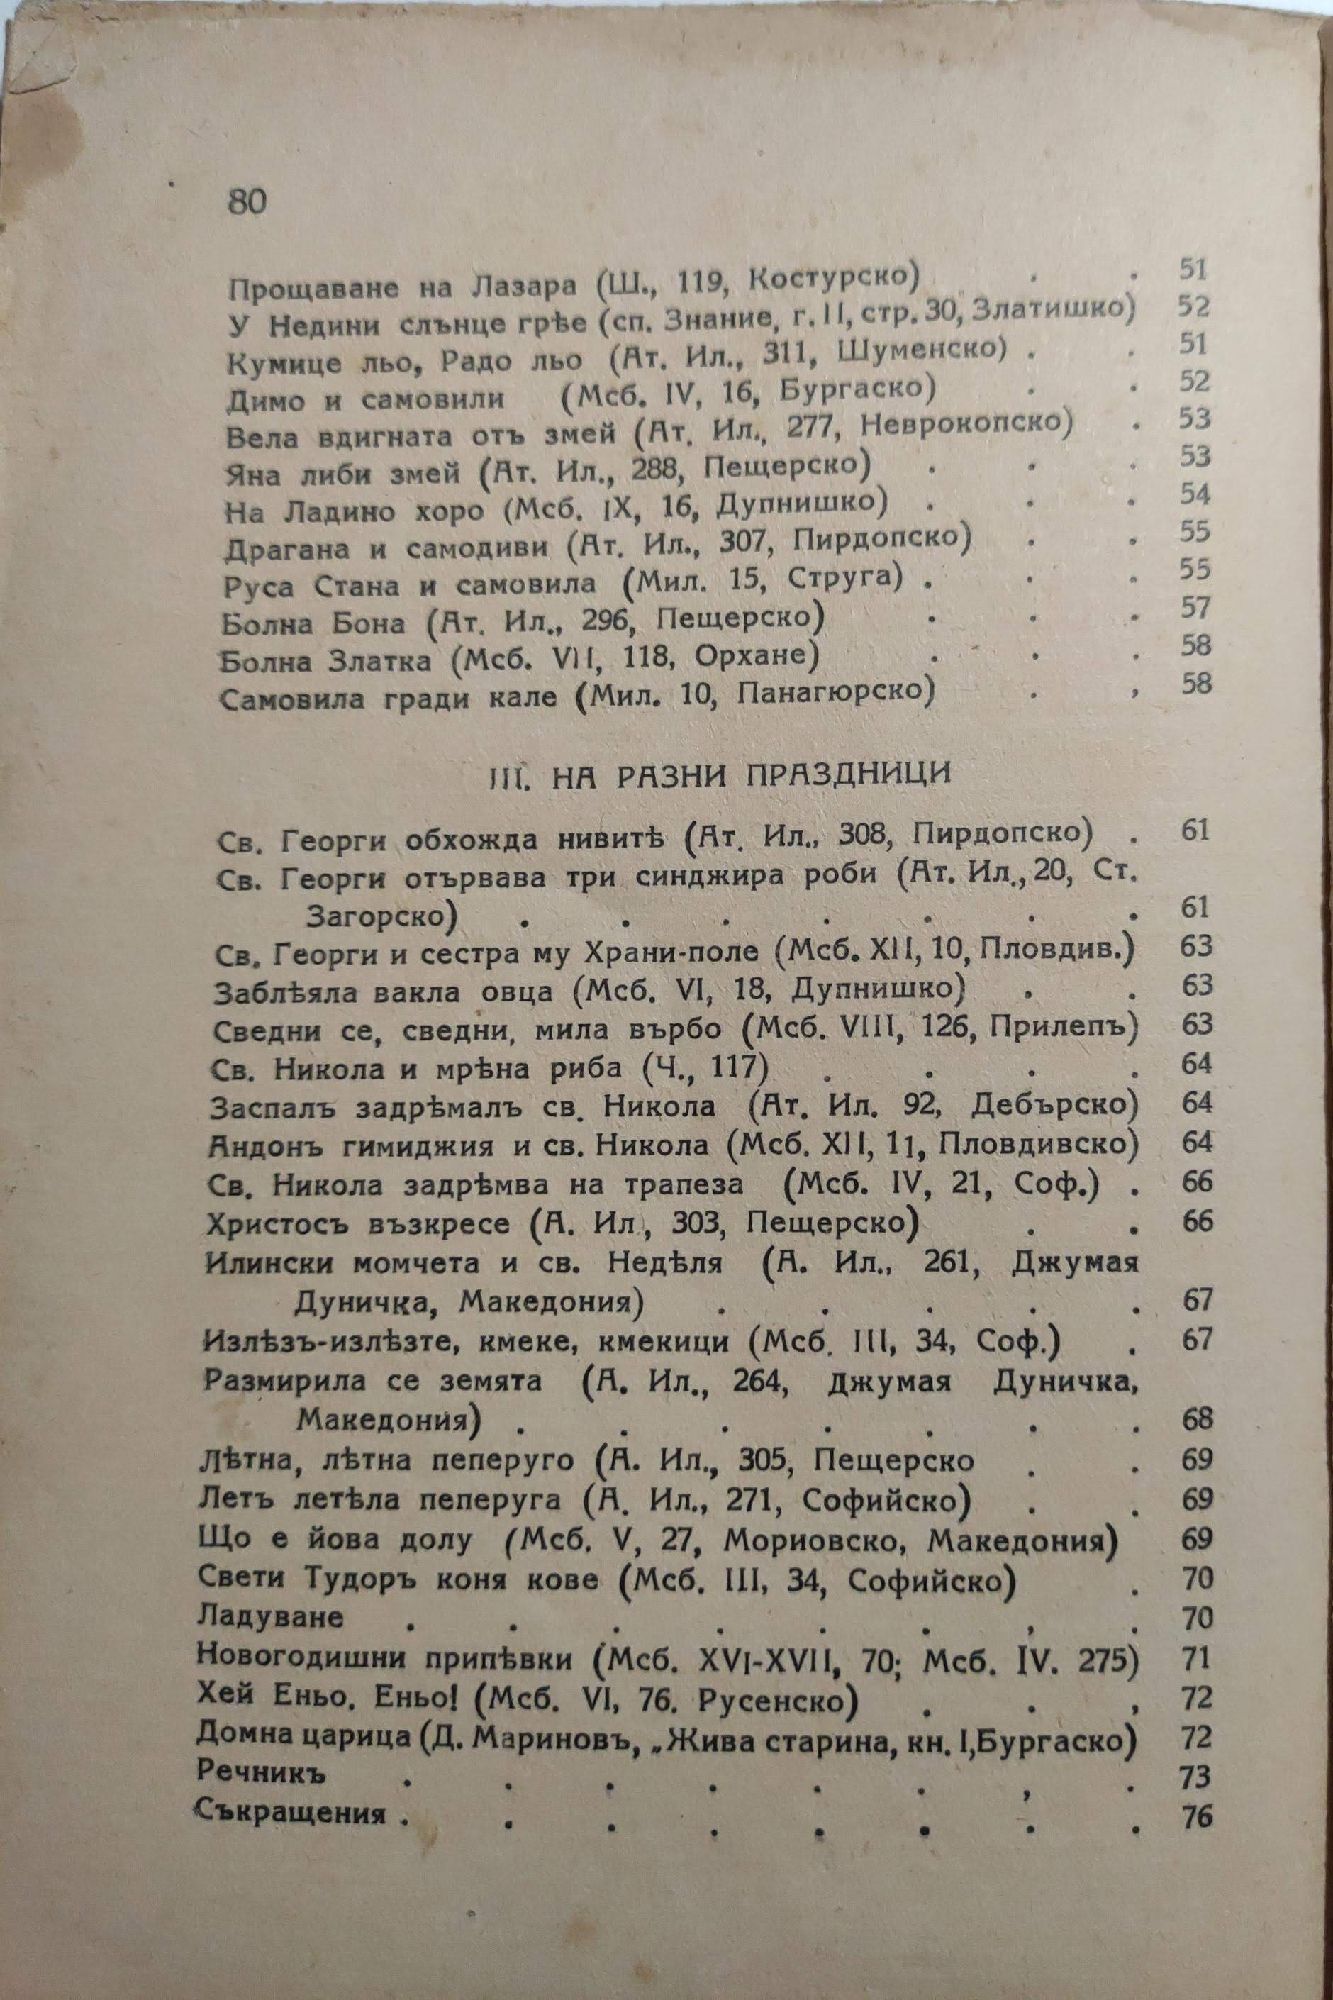 80
Прощаване на Лазара (Ш., 119, Костурско) . . 51
У Недини слънце грѣе (сп. Знание, г. II, стр. 30, Златишко) 52
Кумице льо, Радо льо (Ат. Ил., 311, Шуменско) . . 51
Димо и самовили (Мсб. IV, 16, Бургаско) . . 52
Вела вдигната отъ змей (Ат. Ил., 277, Неврокопско) . 53
Яна либи змей (Ат. Ил., 288, Пещерско) . . . 53
На Ладино хоро (Мсб. IX, 16, Дупнишко) . . . 54
Драгана и самодиви (Ат. Ил., 307, Пирдопско) . . 55
Руса Стана и самовила (Мил. 15, Струга) . . . 55
Болна Бона (Ат. Ил., 296, Пещерско) . . . 57
Болна Златка (Мсб. VII, 118, Орхане) . . . 58
Самовила гради кале (Мил. 10, Панагюрско) . , 58
III. НА РАЗНИ ПРАЗДНИЦИ
Св. Георги обхожда нивитѣ (Ат. Ил., 308, Пирдопско) . 61
Св. Георги отървава три синджира роби (Ат. Ил., 20, Ст.
Загорско) . . . . . . . 61
Св. Георги и сестра му Храни-поле (Мсб. XII, 10, Пловдив.) 63
Заблѣяла вакла овца (Мсб. VI, 18, Дупнишко) . . 63
Сведни се, сведни, мила върбо (Мсб. VIII, 126, Прилепъ) 63
Св. Никола и мрѣна риба (Ч., 117) . . . . 64
Заспалъ задрѣмалъ св. Никола (Ат. Ил. 92, Дебърско) 64
Андонъ гимиджия и св. Никола (Мсб. XII, 11, Пловдивско) 64
Св. Никола задрѣмва на трапеза (Мсб. IV, 21, Соф.) . 66
Христосъ възкресе (А. Ил., 303, Пещерско) . . 66
Илински момчета и св. Недѣля (А. Ил., 261, Джумая
Дуничка, Македония) . . . . . 67
Излѣзъ-излѣзте, кмеке, кмекици (Мсб. III, 34, Соф.) . 67
Размирила се земята (А. Ил., 264, Джумая Дуничка,
Македония) . . . . . . . 68
Лѣтна, лѣтна пеперуго (А. Ил., 305, Пещерско . . 69
Летъ летѣла пеперуга (А. Ил., 271, Софийско) . . 69
Що е йова долу (Мсб. V, 27, Мориовско, Македония) 69
Свети Тудоръ коня кове (Мсб. III, 34, Софийско) . 70
Ладуване . . . . . . , . 70
Новогодишни припѣвки (Мсб. XVI-XVII, 70; Мсб. IV. 275) 71
Хей Еньо. Еньо! (Мсб. VI, 76. Русенско) . . , 72
Домна царица (Д. Мариновъ, „Жива старина, кн. I, Бургаско) 72
Речникъ . . . . . . , . 73
Съкращения . . . . . . . . 76